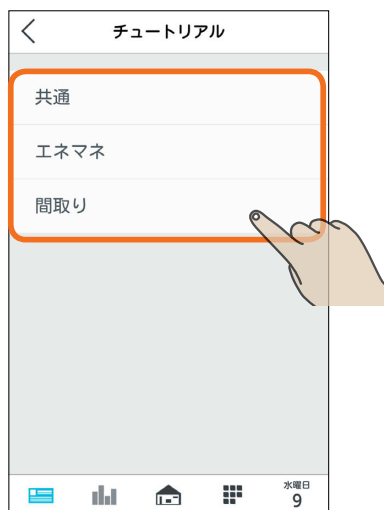 チュートリアル
共通
エネマネ
間取り
水曜日
9